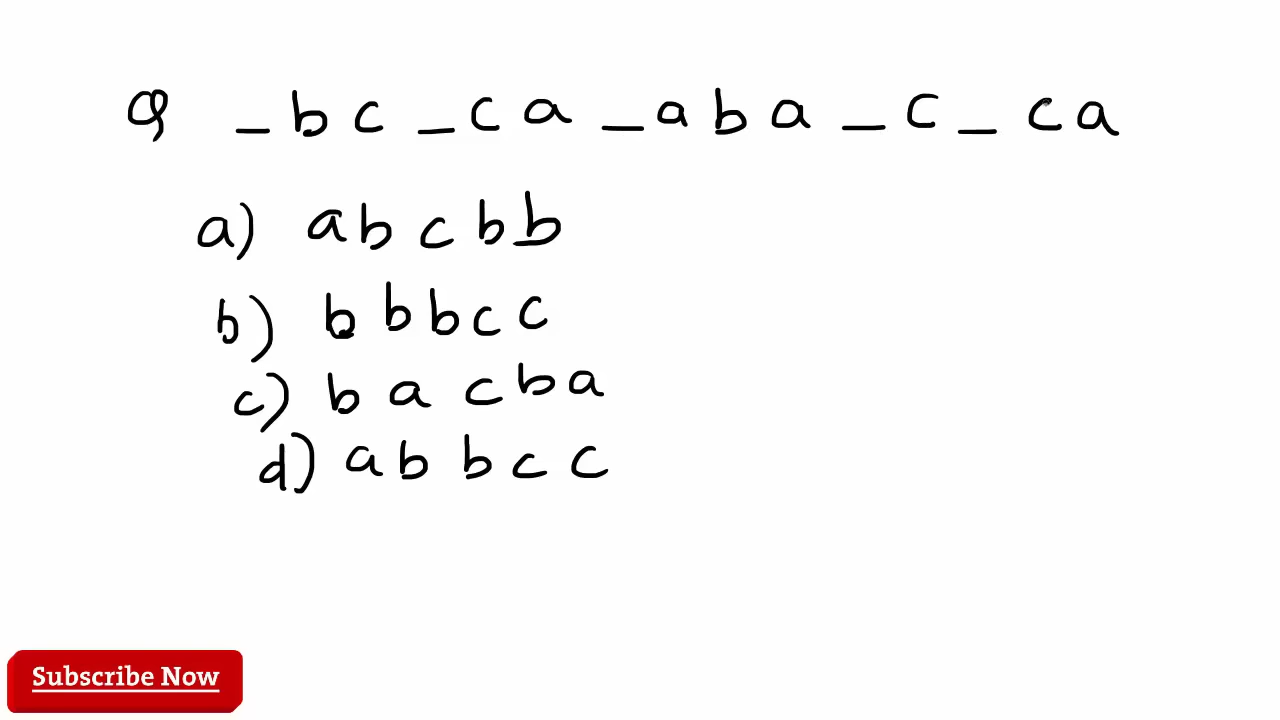 Q _ b c _ c a _ a b a _ c _ c a
a) a b c b b
b) b b b c c
c) b a c b a
d) a b b c c
Subscribe Now